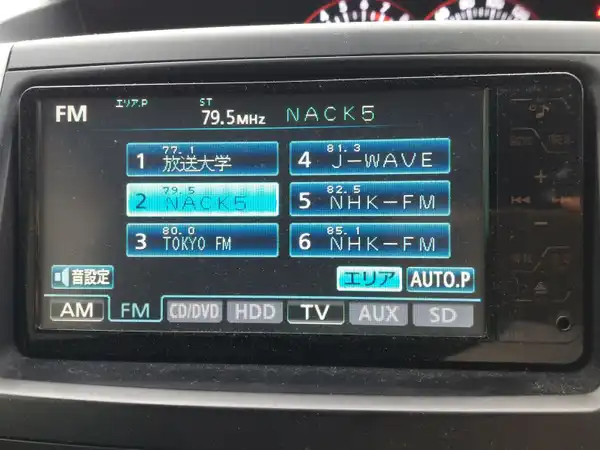 FM エリア.P ST 79.5MHz NACK5
77.1
1 放送大学
81.3
4 J-WAVE
79.5
2 NACK5
82.5
5 NHK-FM
80.0
3 TOKYO FM
85.1
6 NHK-FM
音設定 エリア AUTO.P
AM FM CD/DVD HDD TV AUX SD